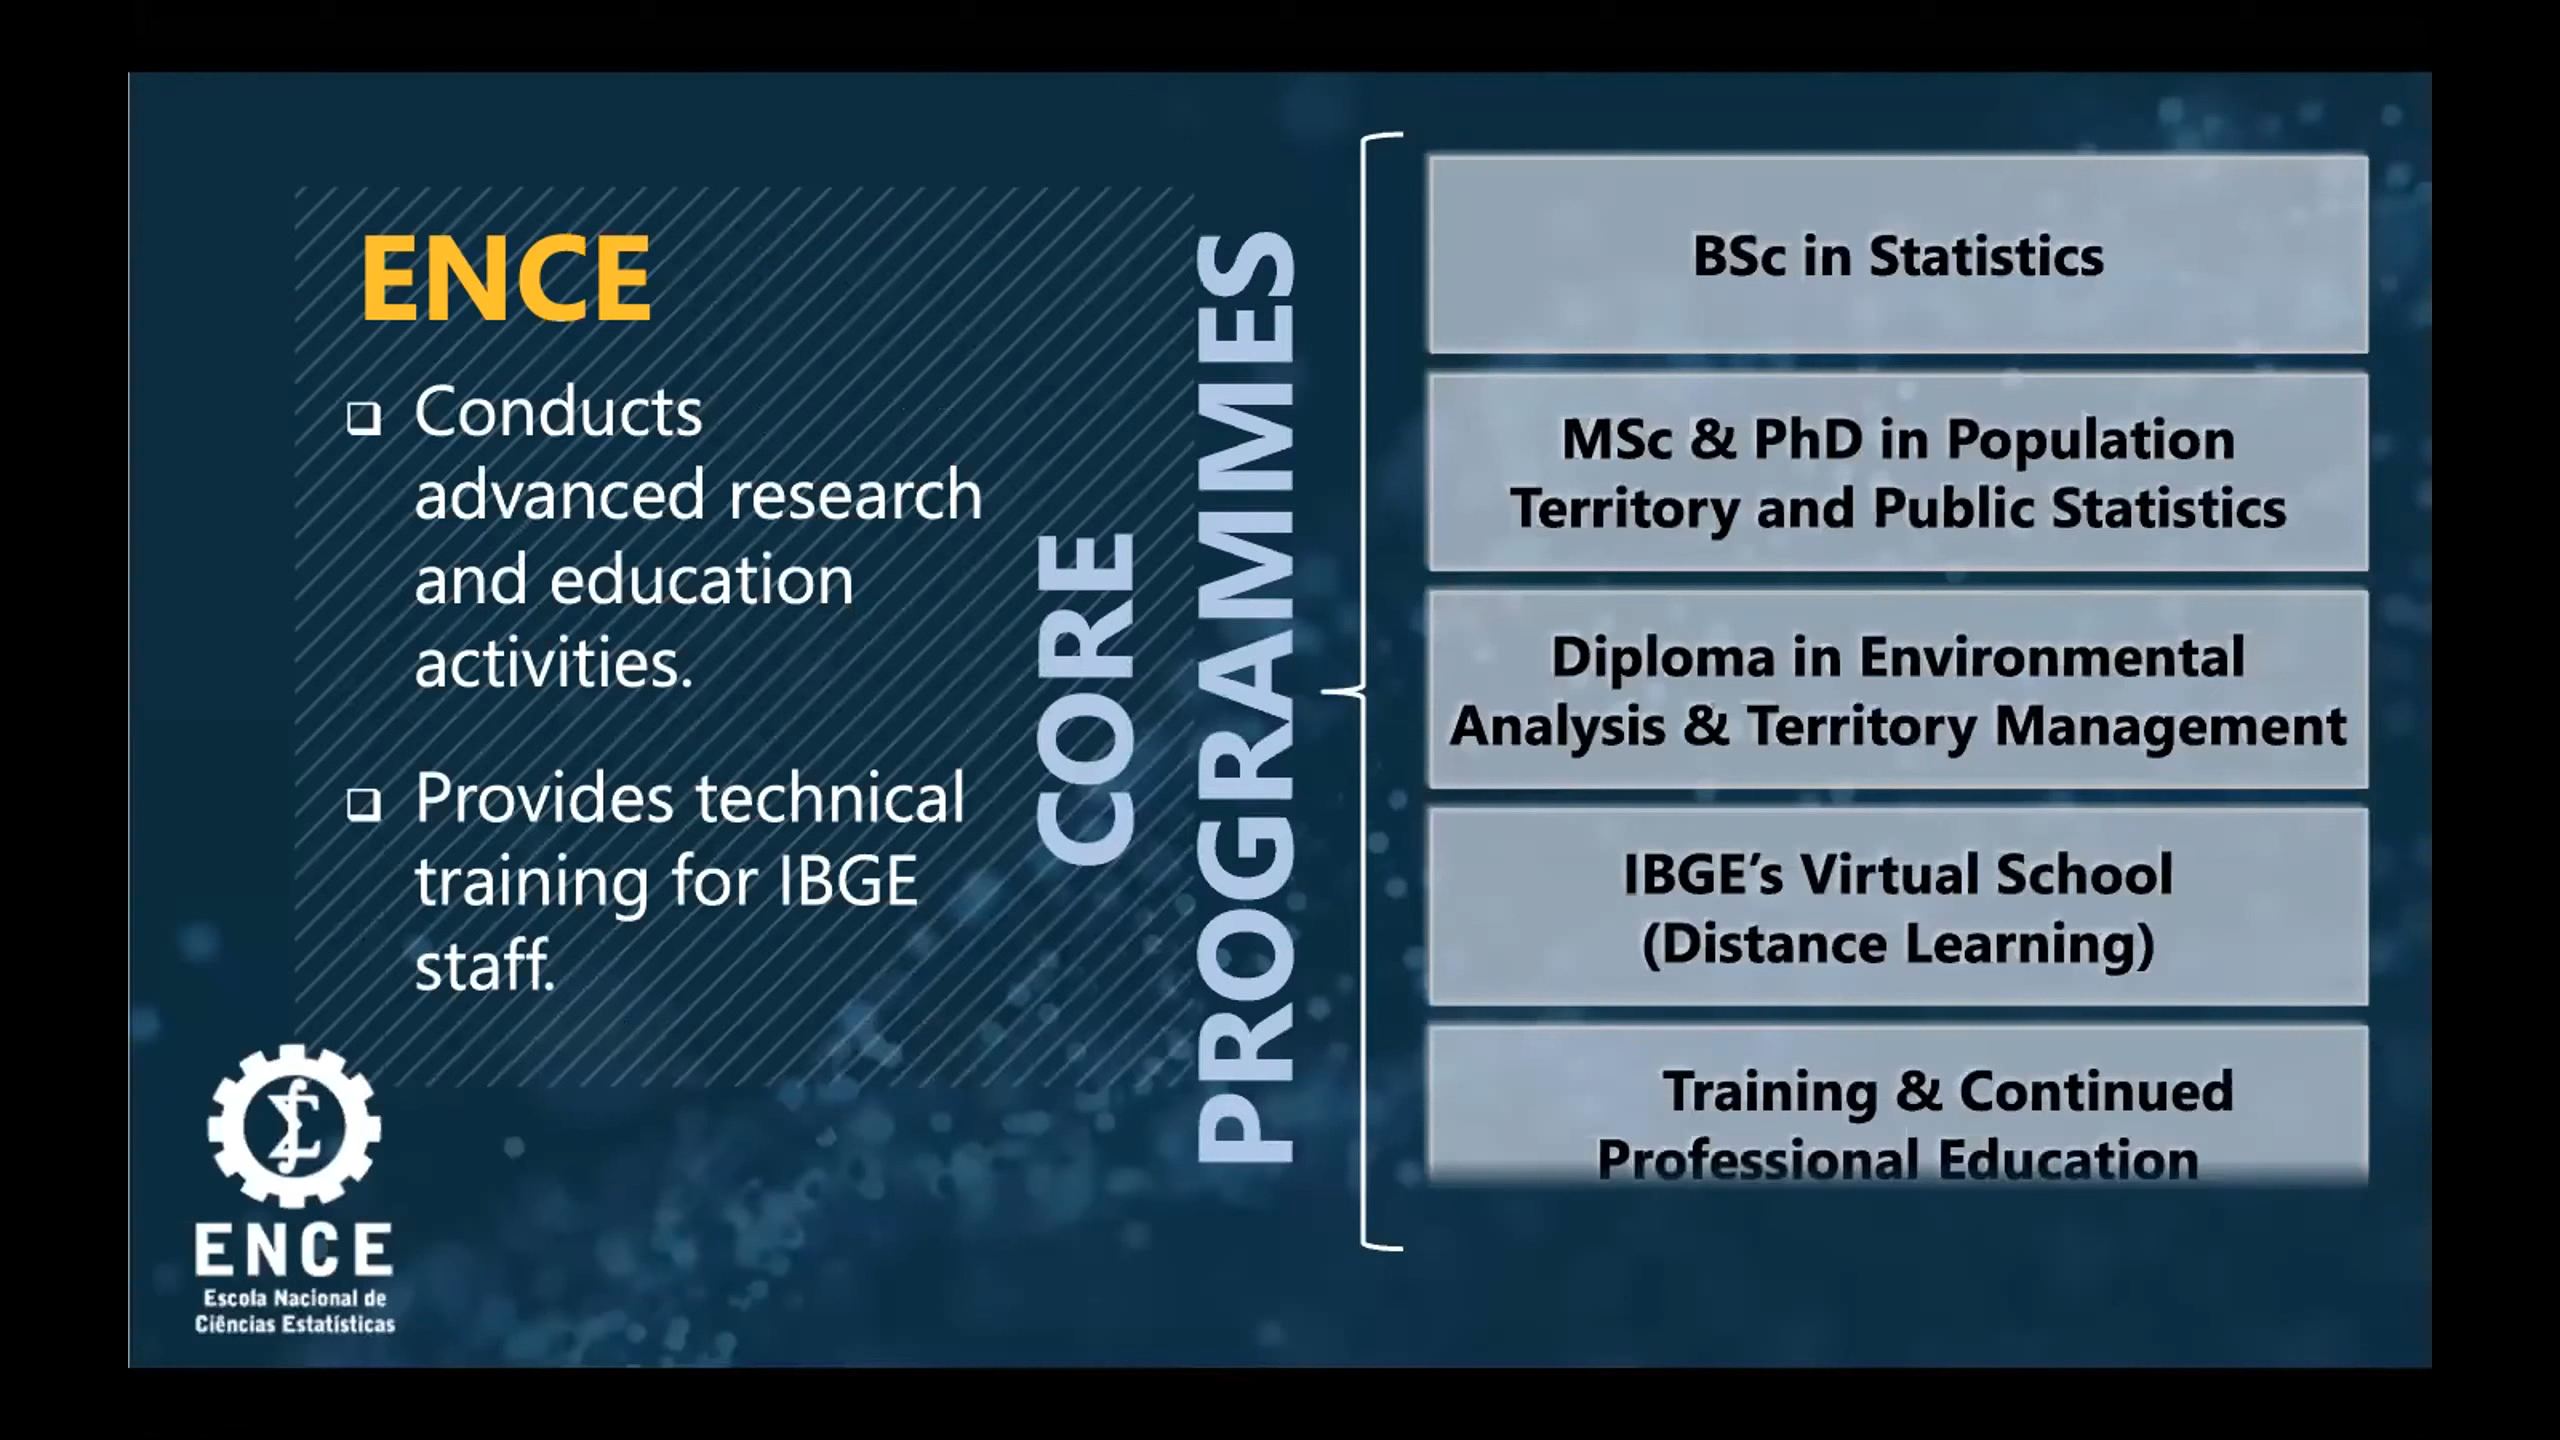 ENCE
❑ Conducts
advanced research
and education
activities.
❑ Provides technical
training for IBGE
staff.
ENCE
Escola Nacional de
Ciências Estatísticas
CORE
PROGRAMMES
BSc in Statistics
MSc & PhD in Population
Territory and Public Statistics
Diploma in Environmental
Analysis & Territory Management
IBGE’s Virtual School
(Distance Learning)
Training & Continued
Professional Education